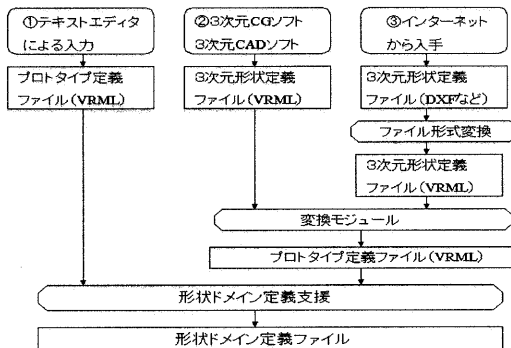 ①テキストエディタ
による入力
プロトタイプ定義
ファイル(VRML)
②3次元CGソフト
3次元CADソフト
3次元形状定義
ファイル(VRML)
③インターネット
から入手
3次元形状定義
ファイル(DXFなど)
ファイル形式変換
3次元形状定義
ファイル(VRML)
変換モジュール
プロトタイプ定義ファイル(VRML)
形状ドメイン定義支援
形状ドメイン定義ファイル